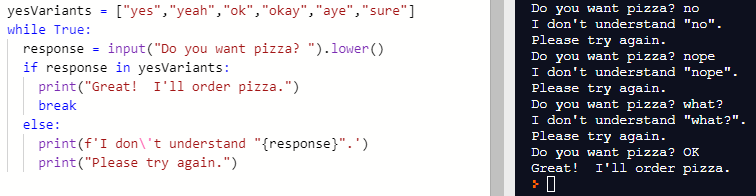 yesVariants = ["yes","yeah","ok","okay","aye","sure"]
while True:
  response = input("Do you want pizza? ").lower()
  if response in yesVariants:
    print("Great!  I'll order pizza.")
    break
  else:
    print(f'I don\'t understand "{response}".')
    print("Please try again.")
Do you want pizza? no
I don't understand "no".
Please try again.
Do you want pizza? nope
I don't understand "nope".
Please try again.
Do you want pizza? what?
I don't understand "what?".
Please try again.
Do you want pizza? OK
Great!  I'll order pizza.